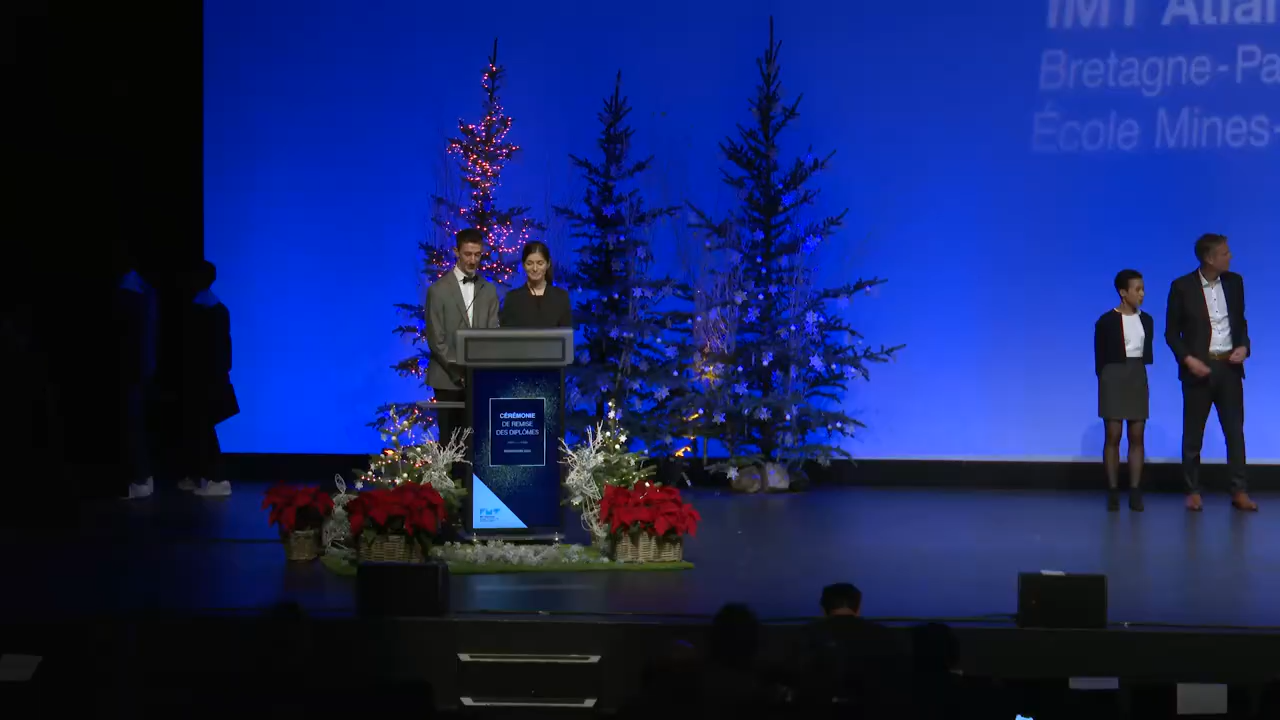 IMT Atlan
Bretagne-Pa
École Mines-
CÉRÉMONIE
DE REMISE
DES DIPLÔMES